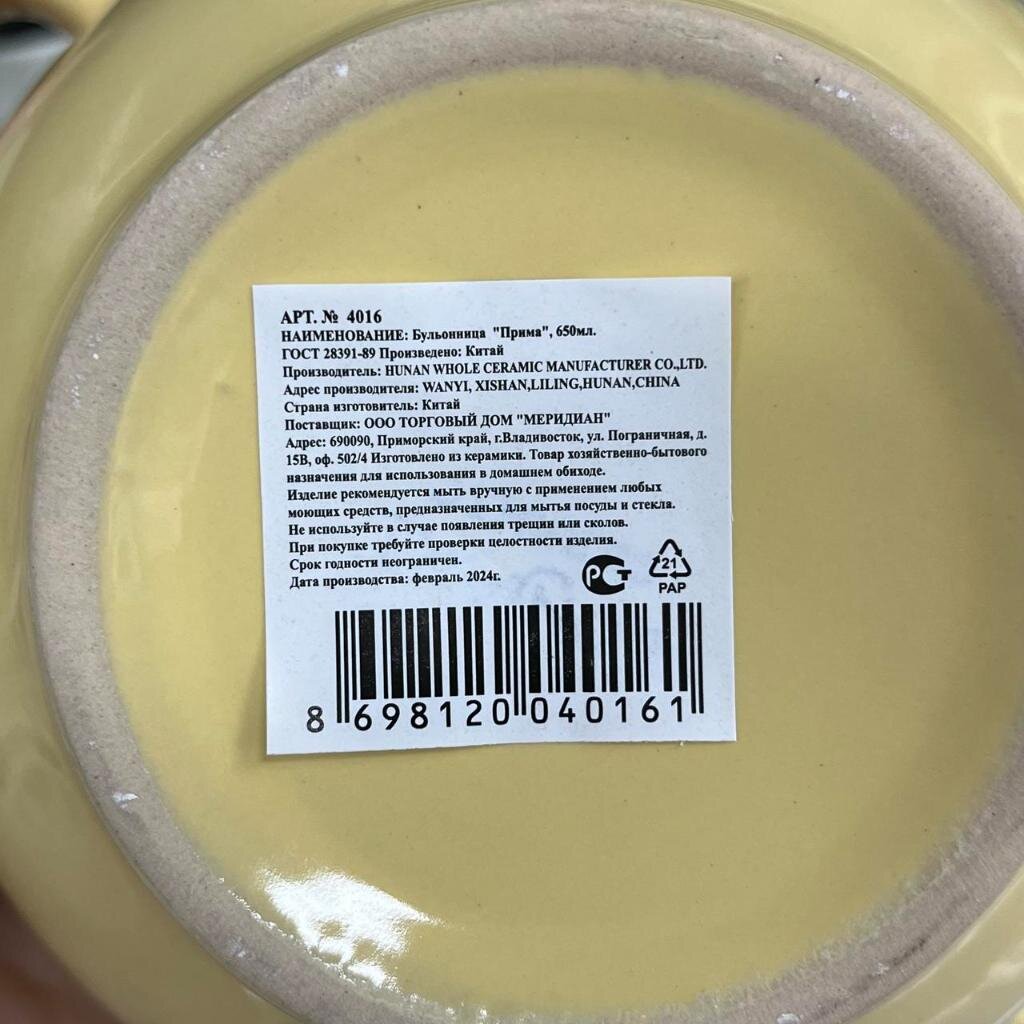 АРТ. № 4016
НАИМЕНОВАНИЕ: Бульонница "Прима", 650мл.
ГОСТ 28391-89 Произведено: Китай
Производитель: HUNAN WHOLE CERAMIC MANUFACTURER CO.,LTD.
Адрес производителя: WANYI, XISHAN,LILING,HUNAN,CHINA
Страна изготовитель: Китай
Поставщик: ООО ТОРГОВЫЙ ДОМ "МЕРИДИАН"
Адрес: 690090, Приморский край, г.Владивосток, ул. Пограничная, д.
15В, оф. 502/4 Изготовлено из керамики. Товар хозяйственно-бытового
назначения для использования в домашнем обиходе.
Изделие рекомендуется мыть вручную с применением любых
моющих средств, предназначенных для мытья посуды и стекла.
Не используйте в случае появления трещин или сколов.
При покупке требуйте проверки целостности изделия.
Срок годности неограничен.
Дата производства: февраль 2024г.
РСТ
21
PAP
8 698120 040161